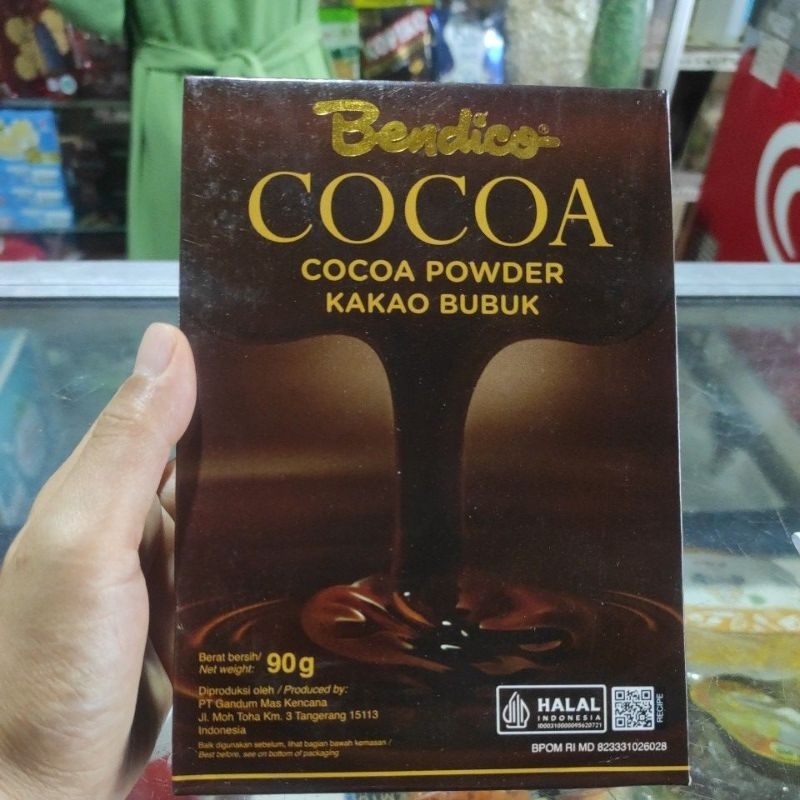 Bendico®
COCOA
COCOA POWDER
KAKAO BUBUK
Berat bersih/
Net weight: 90g
Diproduksi oleh / Produced by:
PT Gandum Mas Kencana
Jl. Moh Toha Km. 3 Tangerang 15113
Indonesia
Baik digunakan sebelum, lihat bagian bawah kemasan /
Best before, see on bottom of packaging
HALAL
INDONESIA
ID00310000095620721
RECIPE
BPOM RI MD 823331026028